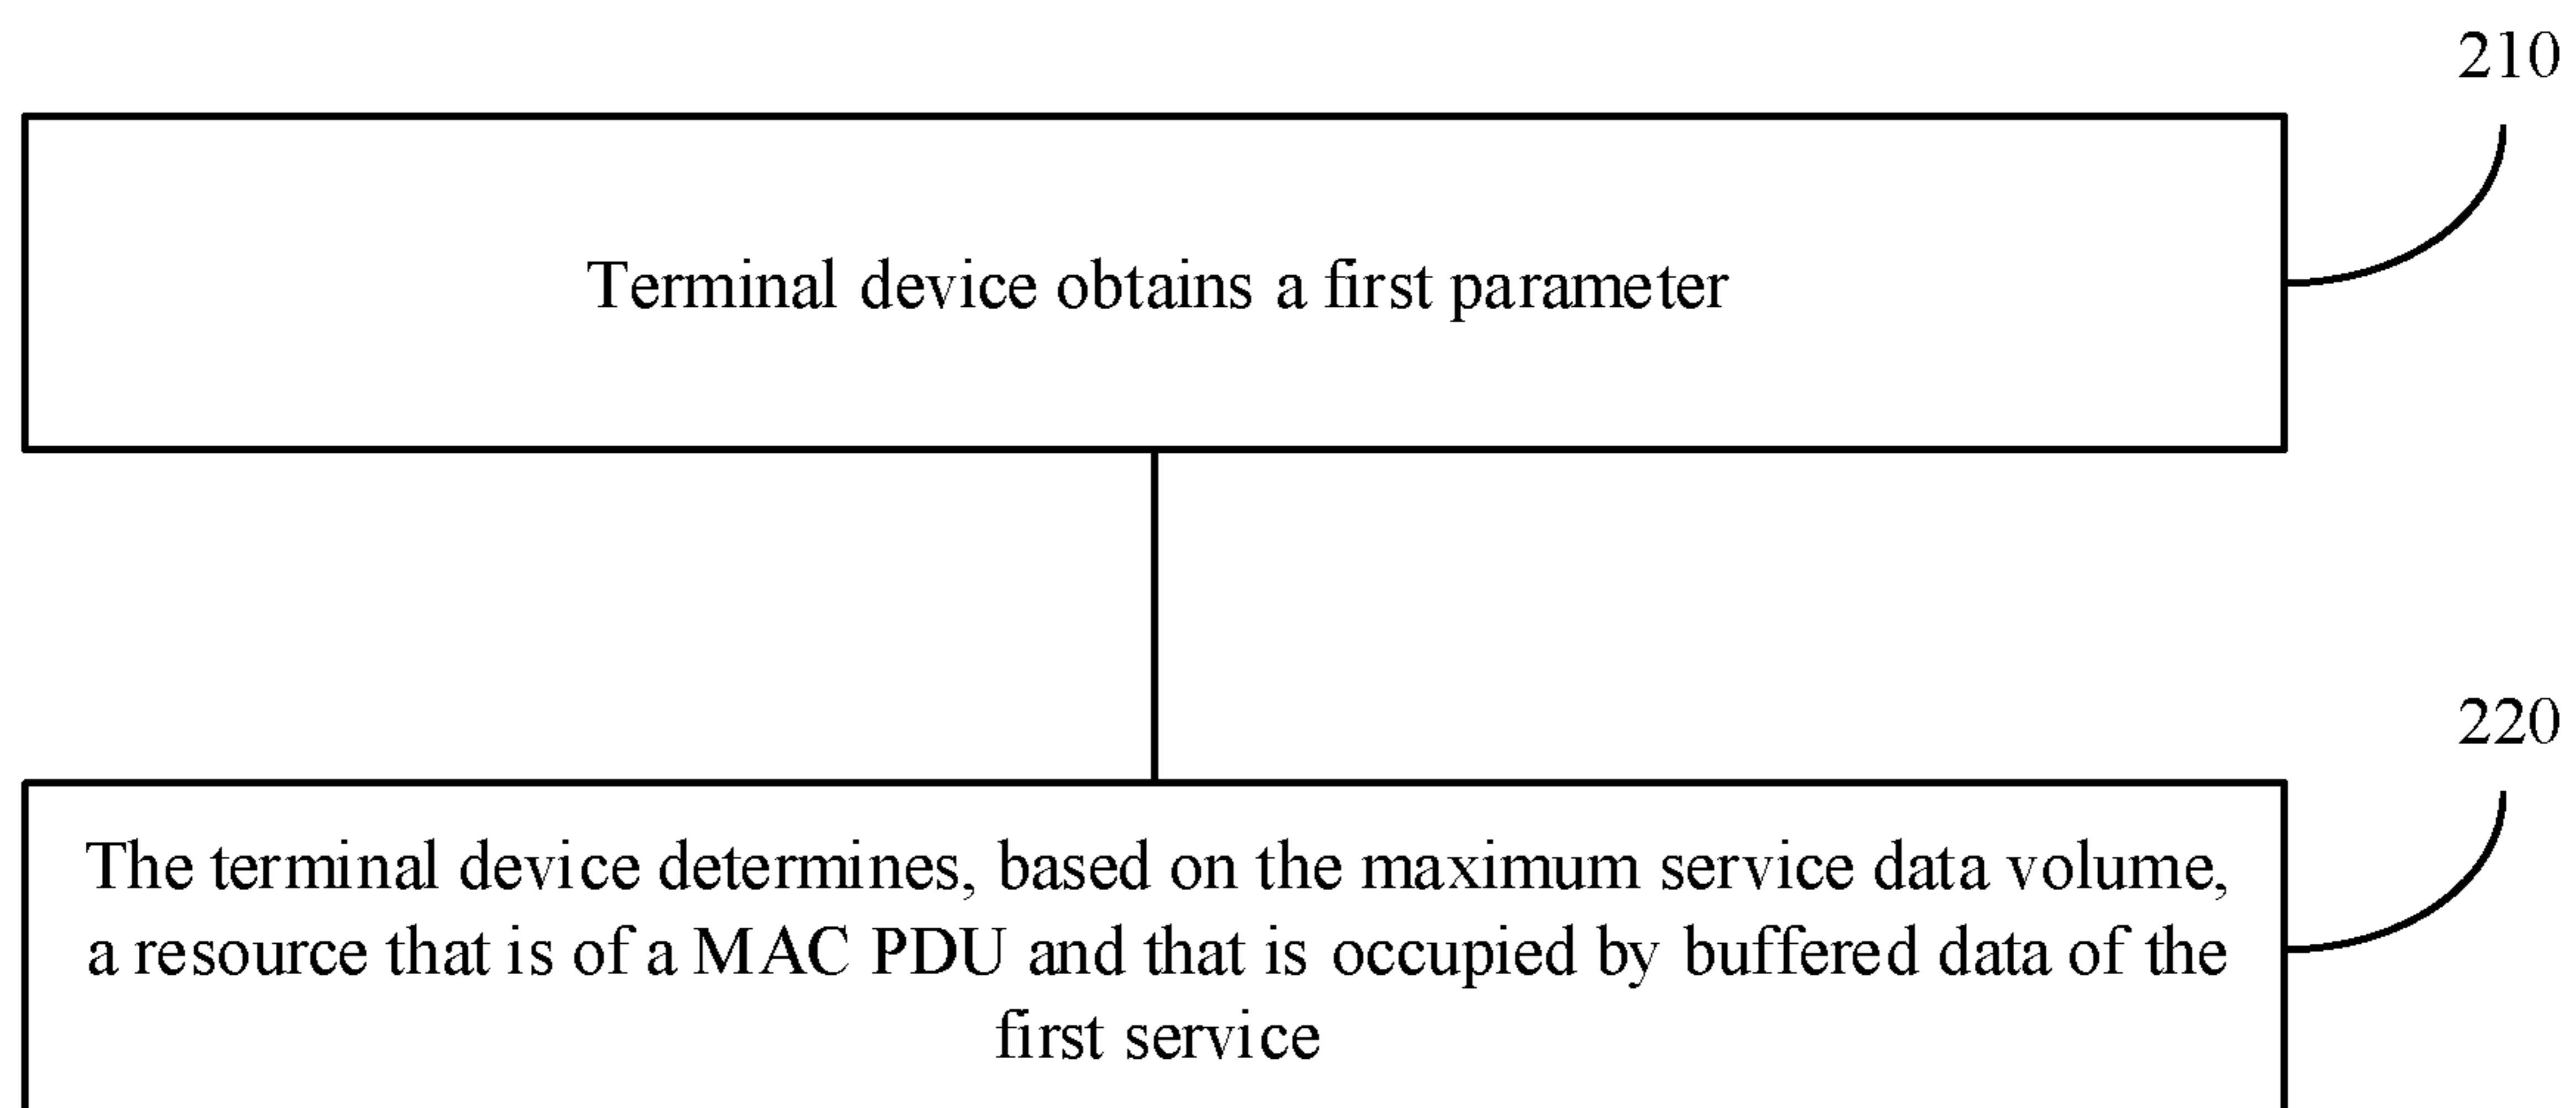 210
Terminal device obtains a first parameter
220
The terminal device determines, based on the maximum service data volume,
a resource that is of a MAC PDU and that is occupied by buffered data of the
first service